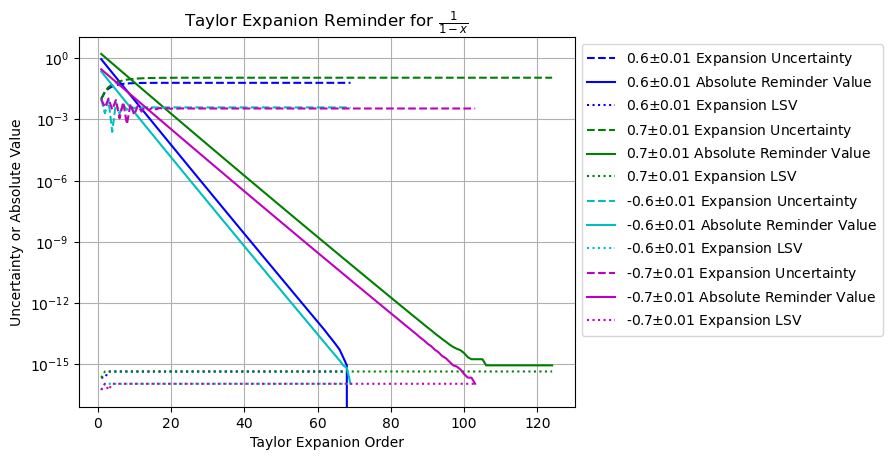 Taylor Expanion Reminder for 1/(1 − x)
Uncertainty or Absolute Value
10⁰
10⁻³
10⁻⁶
10⁻⁹
10⁻¹²
10⁻¹⁵
0 20 40 60 80 100 120
Taylor Expanion Order
0.6±0.01 Expansion Uncertainty
0.6±0.01 Absolute Reminder Value
0.6±0.01 Expansion LSV
0.7±0.01 Expansion Uncertainty
0.7±0.01 Absolute Reminder Value
0.7±0.01 Expansion LSV
-0.6±0.01 Expansion Uncertainty
-0.6±0.01 Absolute Reminder Value
-0.6±0.01 Expansion LSV
-0.7±0.01 Expansion Uncertainty
-0.7±0.01 Absolute Reminder Value
-0.7±0.01 Expansion LSV